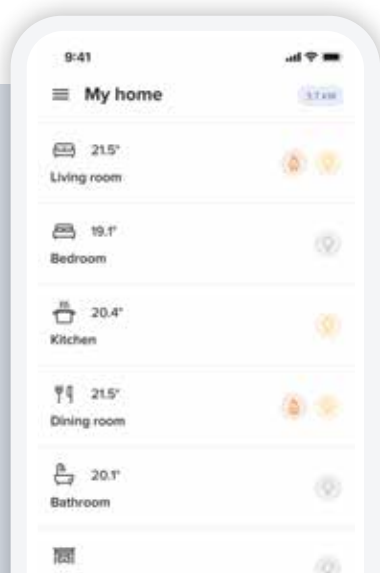 9:41
My home
21.5°
Living room
19.1°
Bedroom
20.4°
Kitchen
21.5°
Dining room
20.1°
Bathroom